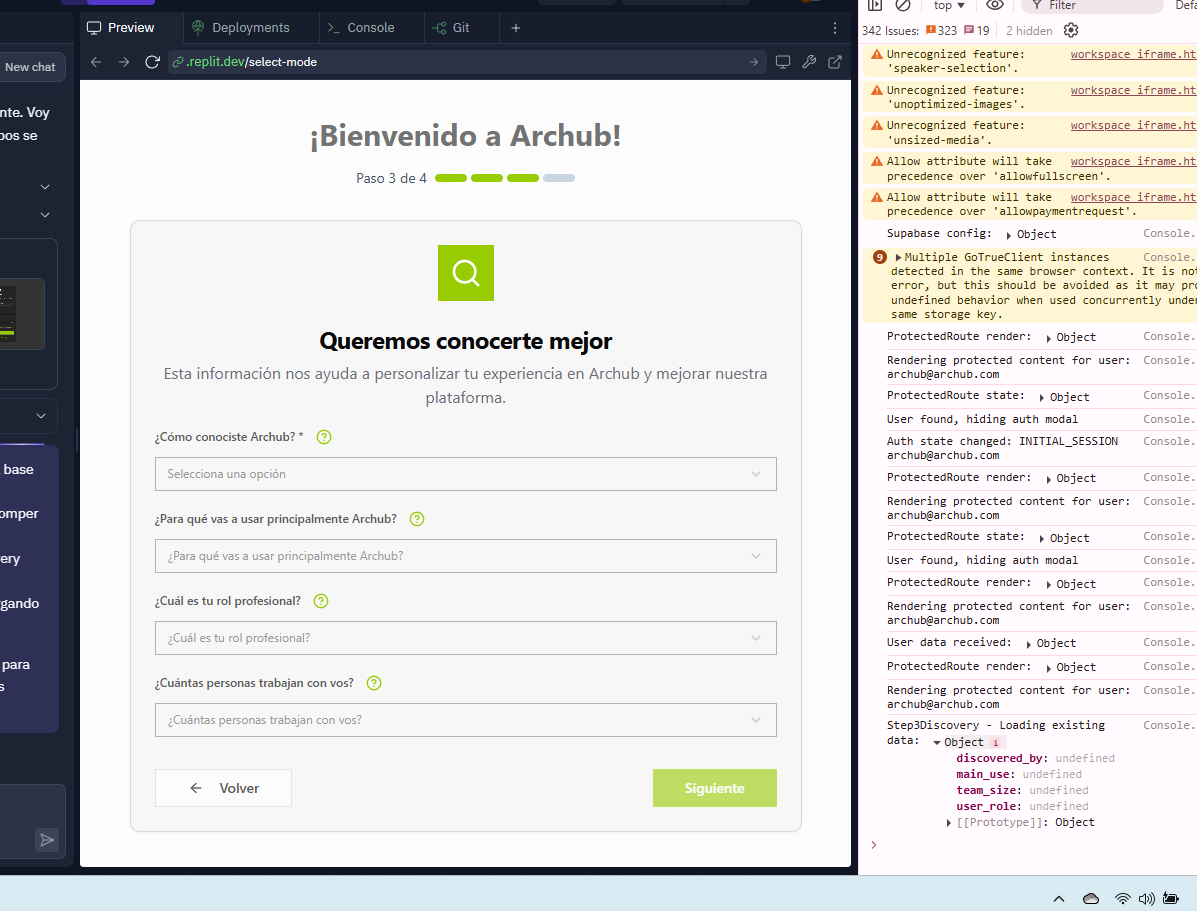 Preview
Deployments
Console
Git
top
Filter
342 Issues: 323 19 2 hidden
New chat
.replit.dev/select-mode
nte. Voy
base
omper
ery
rgando
para
s
¡Bienvenido a Archub!
Paso 3 de 4
Queremos conocerte mejor
Esta información nos ayuda a personalizar tu experiencia en Archub y mejorar nuestra
plataforma.
¿Cómo conociste Archub? *
Selecciona una opción
¿Para qué vas a usar principalmente Archub?
¿Para qué vas a usar principalmente Archub?
¿Cuál es tu rol profesional?
¿Cuál es tu rol profesional?
¿Cuántas personas trabajan con vos?
¿Cuántas personas trabajan con vos?
Volver
Siguiente
Unrecognized feature: workspace_iframe.ht
'speaker-selection'.
Unrecognized feature: workspace_iframe.ht
'unoptimized-images'.
Unrecognized feature: workspace_iframe.ht
'unsized-media'.
Allow attribute will take workspace_iframe.ht
precedence over 'allowfullscreen'.
Allow attribute will take workspace_iframe.ht
precedence over 'allowpaymentrequest'.
Supabase config: Object Console.
9 Multiple GoTrueClient instances Console.
detected in the same browser context. It is not
error, but this should be avoided as it may pro
undefined behavior when used concurrently under
same storage key.
ProtectedRoute render: Object Console.
Rendering protected content for user: Console.
archub@archub.com
ProtectedRoute state: Object Console.
User found, hiding auth modal Console.
Auth state changed: INITIAL_SESSION Console.
archub@archub.com
ProtectedRoute render: Object Console.
Rendering protected content for user: Console.
archub@archub.com
ProtectedRoute state: Object Console.
User found, hiding auth modal Console.
ProtectedRoute render: Object Console.
Rendering protected content for user: Console.
archub@archub.com
User data received: Object Console.
ProtectedRoute render: Object Console.
Rendering protected content for user: Console.
archub@archub.com
Step3Discovery - Loading existing Console.
data: Object i
discovered_by: undefined
main_use: undefined
team_size: undefined
user_role: undefined
[[Prototype]]: Object